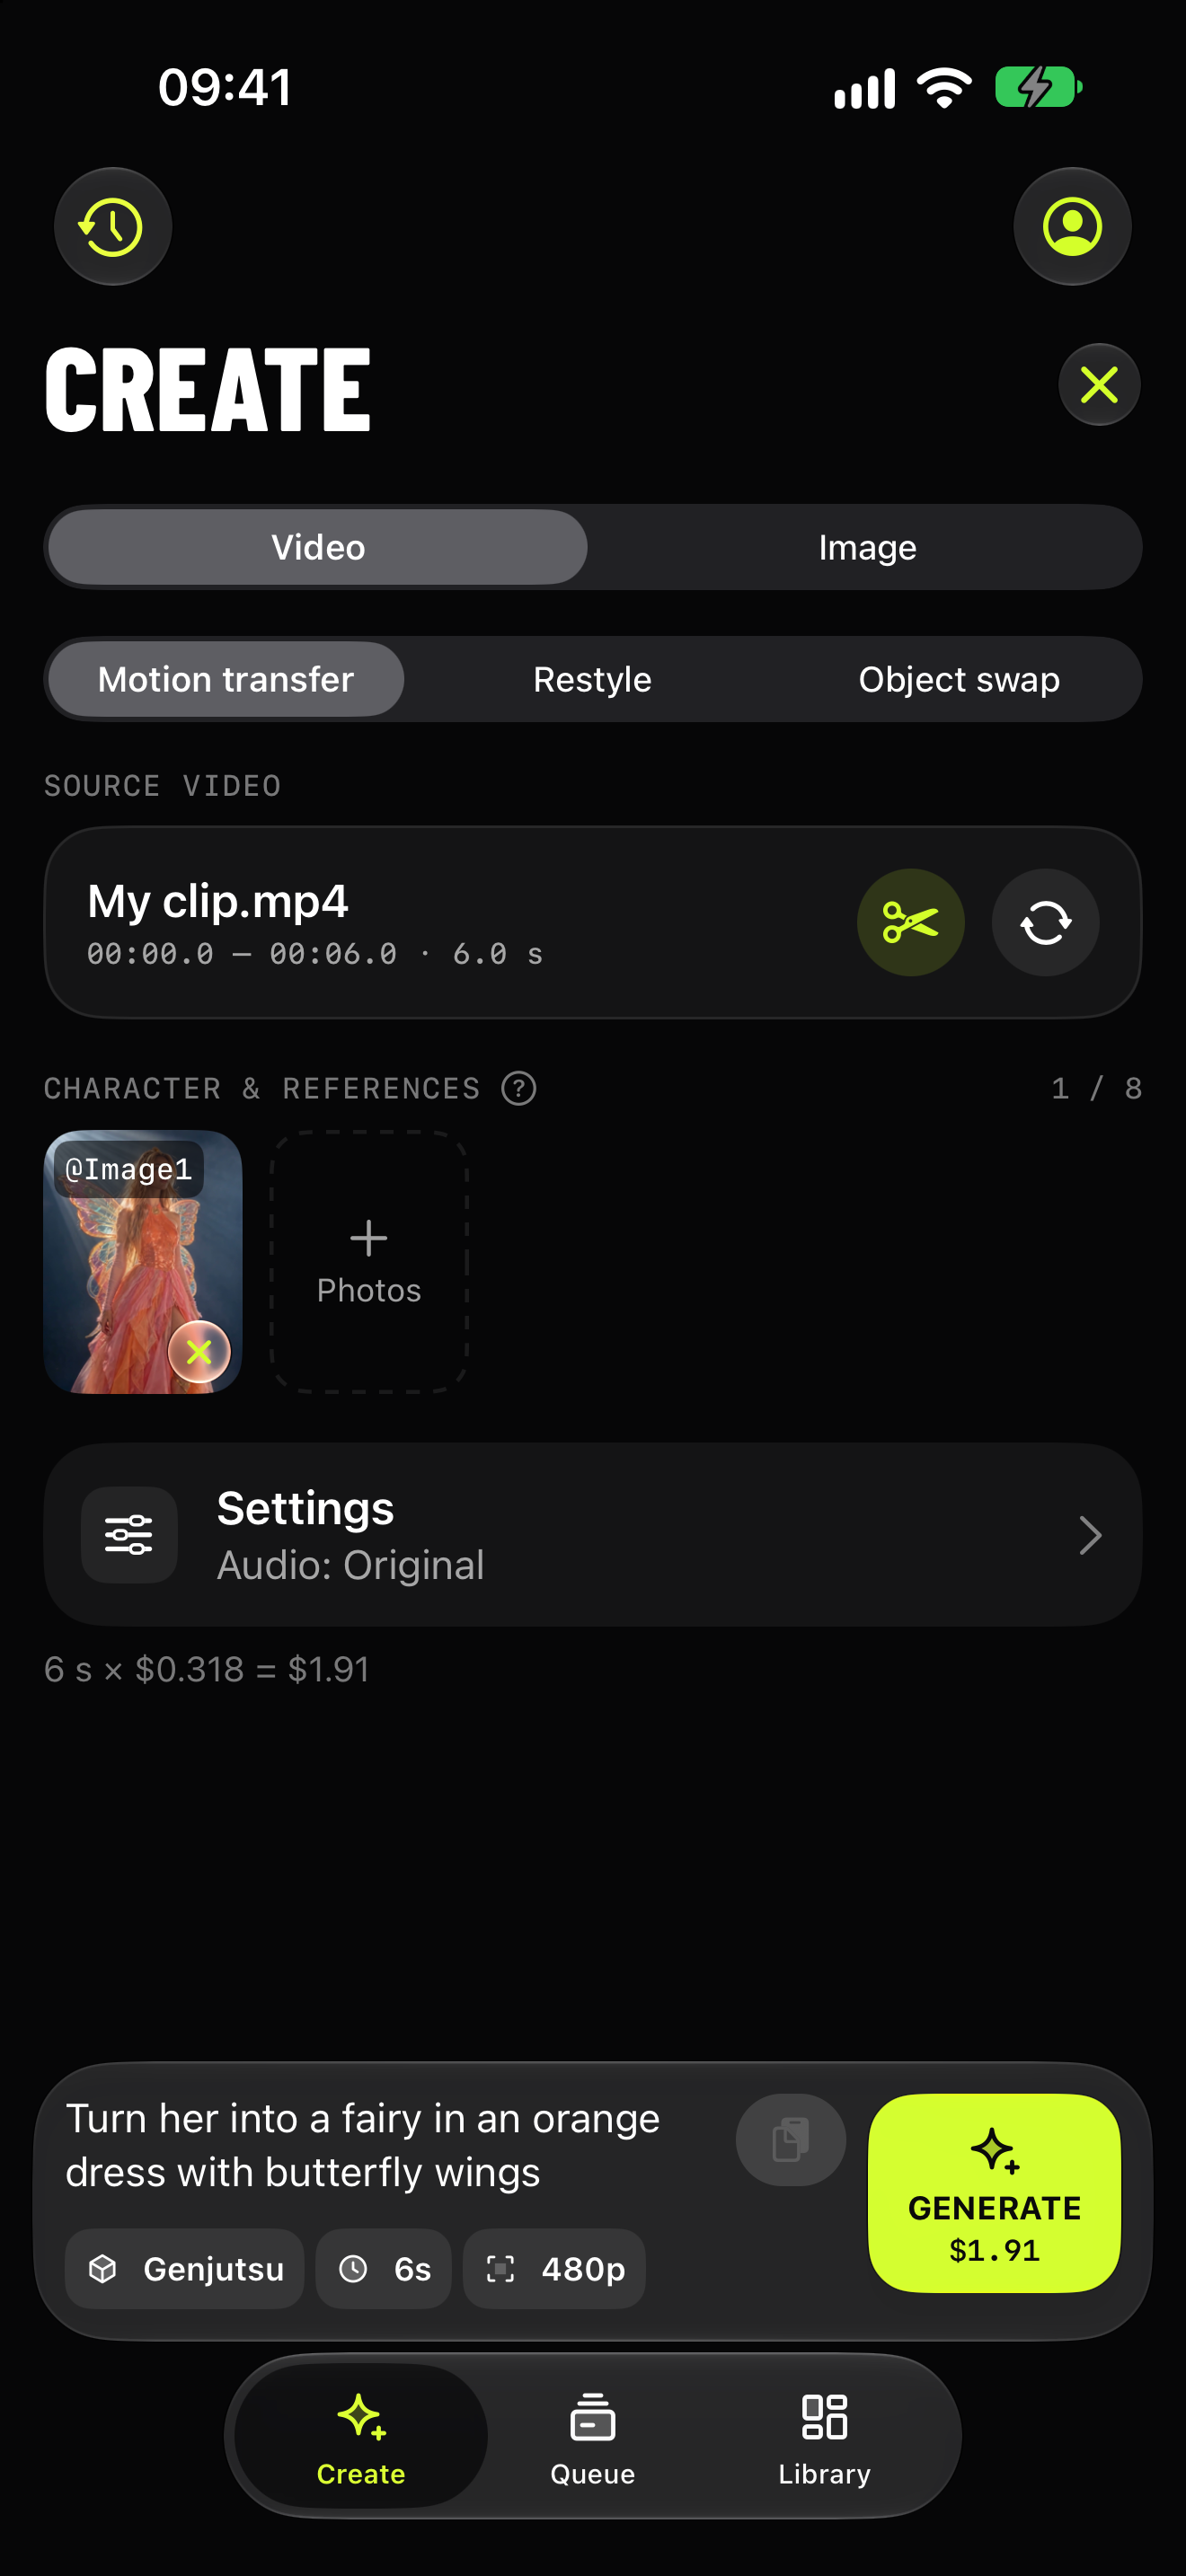 09:41
CREATE
Video
Image
Motion transfer
Restyle
Object swap
SOURCE VIDEO
My clip.mp4
00:00.0 — 00:06.0 · 6.0 s
CHARACTER & REFERENCES ?
1 / 8
@Image1
Photos
Settings
Audio: Original
6 s × $0.318 = $1.91
Turn her into a fairy in an orange
dress with butterfly wings
Genjutsu
6s
480p
GENERATE
$1.91
Create
Queue
Library